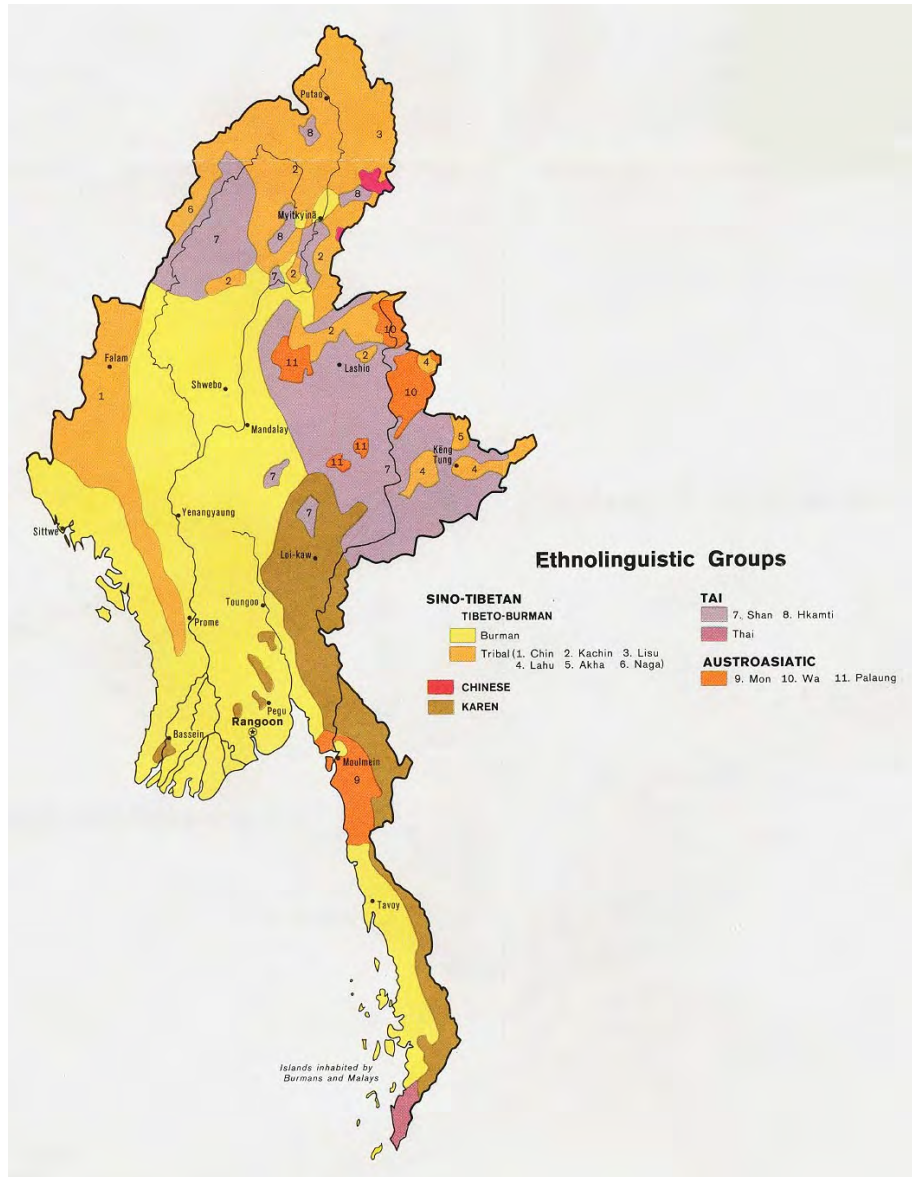 Putao
8
3
2
8
6
Myitkyinä
7
8
2
7
2
2
2
10
Falam
11
2
4
Lashio
1
Shwebo
10
Mandalay
5
11
Kēng
Tung
11
4
4
7
7
7
Yenangyaung
Sittwe
Loi-kaw
Toungoo
Prome
Pegu
Rangoon
Bassein
Moulmein
9
Tavoy
Islands inhabited by
Burmans and Malays
Ethnolinguistic Groups
SINO-TIBETAN
TIBETO-BURMAN
Burman
Tribal (1. Chin 2. Kachin 3. Lisu
4. Lahu 5. Akha 6. Naga)
CHINESE
KAREN
TAI
7. Shan 8. Hkamti
Thai
AUSTROASIATIC
9. Mon 10. Wa 11. Palaung